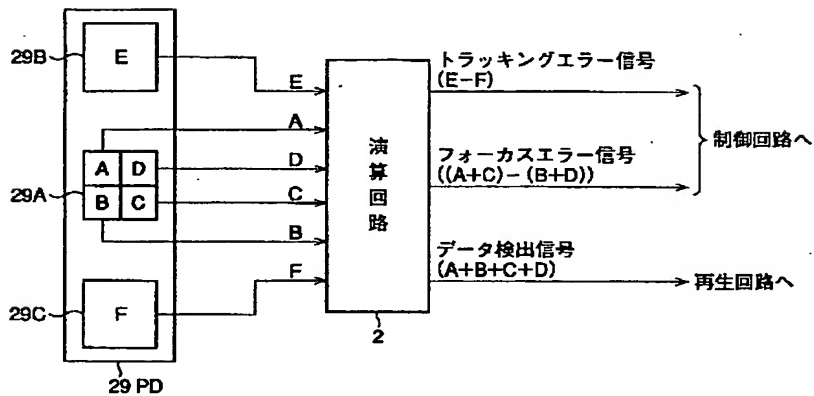 29B
E
E
A
A
D
D
29A
B
C
C
B
29C
F
F
29 PD
演算回路
2
トラッキングエラー信号
(E−F)
フォーカスエラー信号
((A+C)−(B+D))
制御回路へ
データ検出信号
(A+B+C+D)
再生回路へ